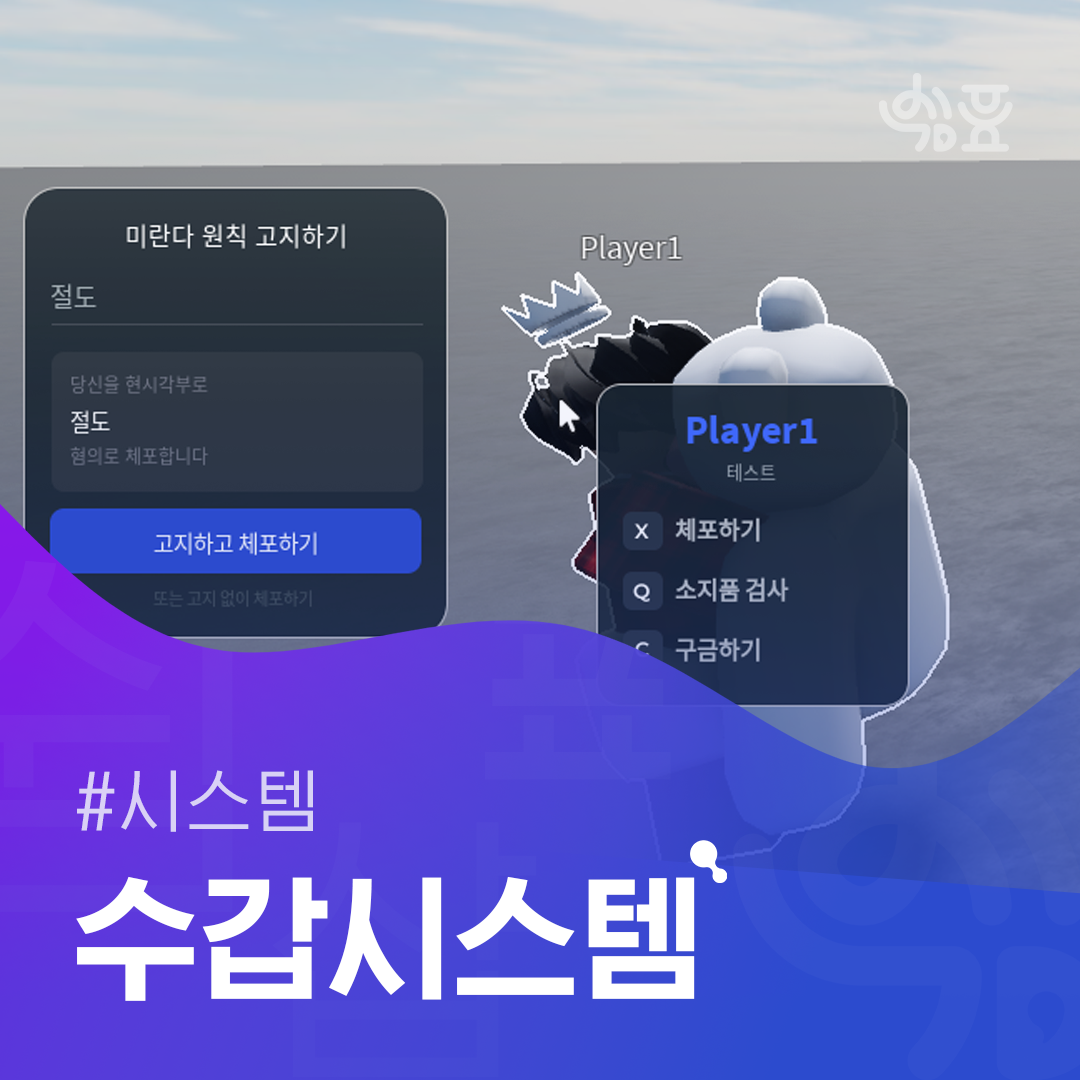 쉼표
미란다 원칙 고지하기
절도
당신을 현시각부로
절도
혐의로 체포합니다
고지하고 체포하기
또는 고지 없이 체포하기
Player1
Player1
테스트
X 체포하기
Q 소지품 검사
구금하기
#시스템
수갑시스템